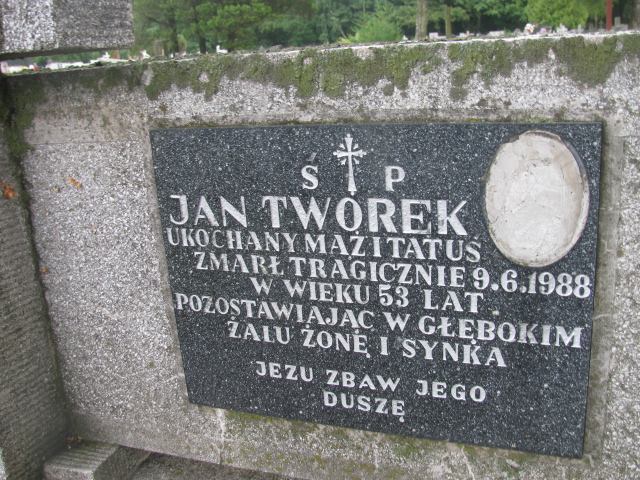 Ś P
JAN TWOREK
UKOCHANY MĄŻ I TATUŚ
ZMARŁ TRAGICZNIE 9.6.1988
W WIEKU 53 LAT
POZOSTAWIAJĄC W GŁĘBOKIM
ŻALU ŻONĘ I SYNKA
JEZU ZBAW JEGO
DUSZĘ